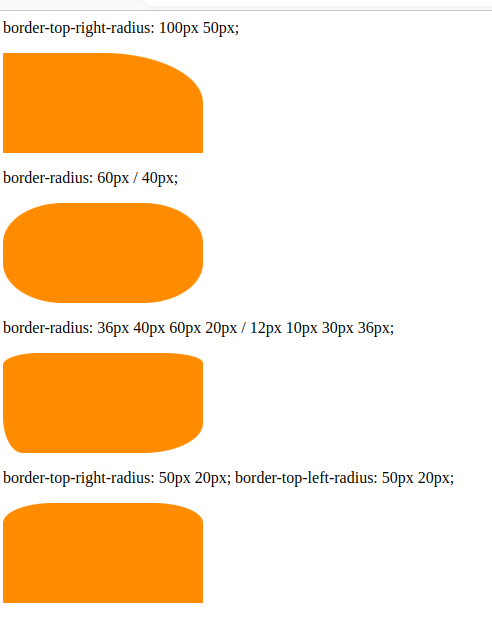 border-top-right-radius: 100px 50px;
border-radius: 60px / 40px;
border-radius: 36px 40px 60px 20px / 12px 10px 30px 36px;
border-top-right-radius: 50px 20px; border-top-left-radius: 50px 20px;